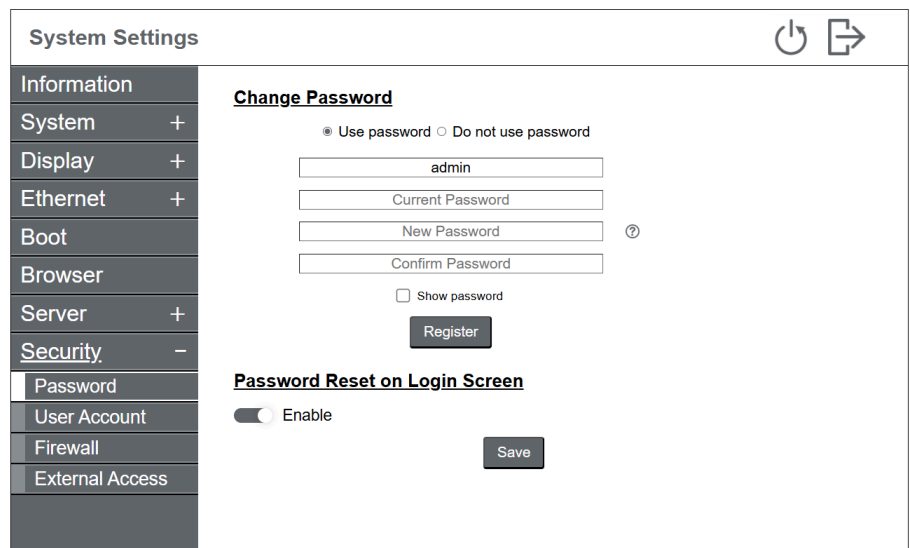 System Settings
Information
System +
Display +
Ethernet +
Boot
Browser
Server +
Security −
Password
User Account
Firewall
External Access
Change Password
Use password Do not use password
admin
Current Password
New Password ?
Confirm Password
Show password
Register
Password Reset on Login Screen
Enable
Save